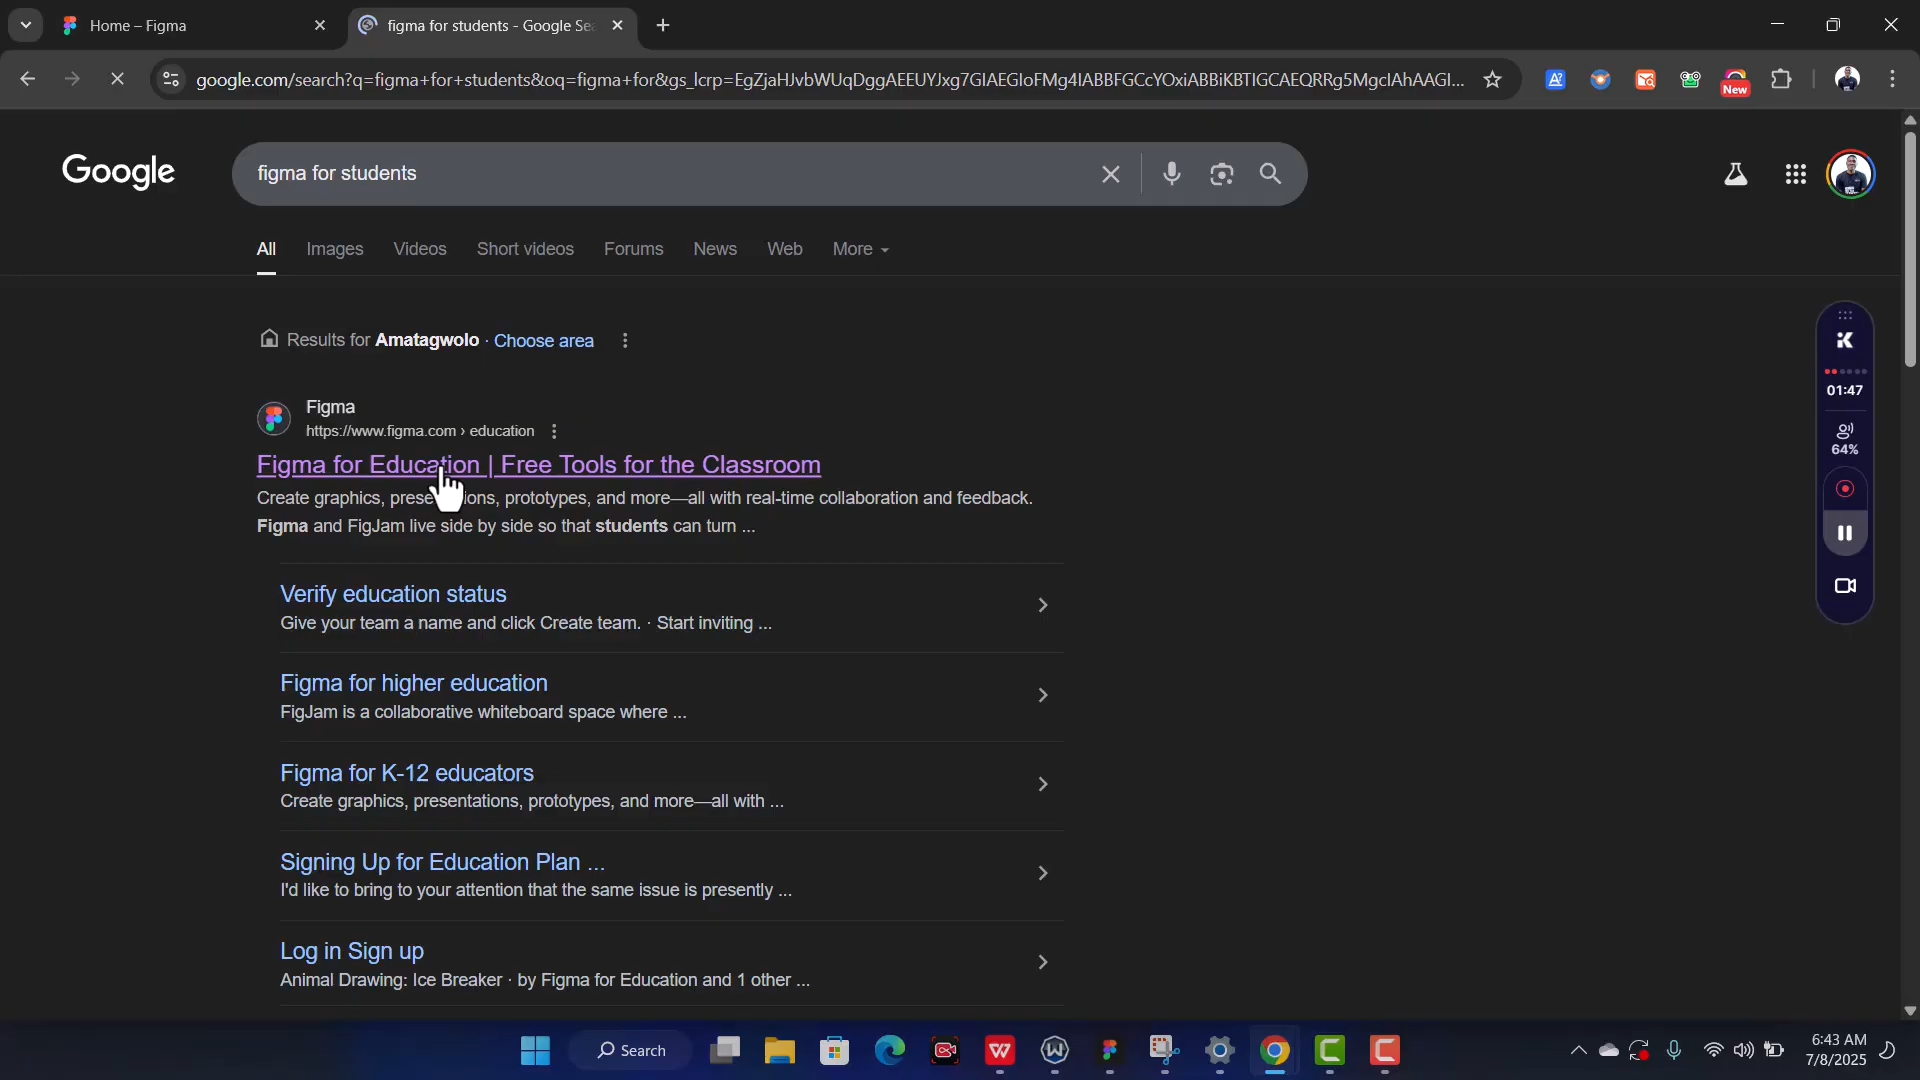 Home – Figma
figma for students - Google Sea
google.com/search?q=figma+for+students&oq=figma+for&gs_lcrp=EgZjaHJvbWUqDggAEEUYJxg7GIAEGIoFMg4IABBFGCcYOxiABBiKBTIGCAEQRRg5MgcIAhAAGI...
New
Google
figma for students
All Images Videos Short videos Forums News Web More
Results for Amatagwolo · Choose area
Figma
https://www.figma.com › education
Figma for Education | Free Tools for the Classroom
Create graphics, prese ions, prototypes, and more—all with real-time collaboration and feedback.
Figma and FigJam live side by side so that students can turn ...
Verify education status
Give your team a name and click Create team. · Start inviting ...
Figma for higher education
FigJam is a collaborative whiteboard space where ...
Figma for K-12 educators
Create graphics, presentations, prototypes, and more—all with ...
Signing Up for Education Plan ...
I'd like to bring to your attention that the same issue is presently ...
Log in Sign up
Animal Drawing: Ice Breaker · by Figma for Education and 1 other ...
01:47
64%
Search
6:43 AM
7/8/2025